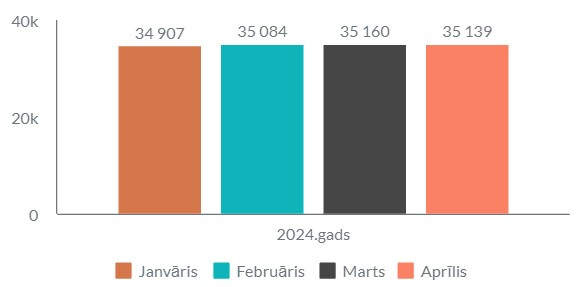 40k
34 907
35 084
35 160
35 139
20k
0
2024.gads
Janvāris
Februāris
Marts
Aprīlis